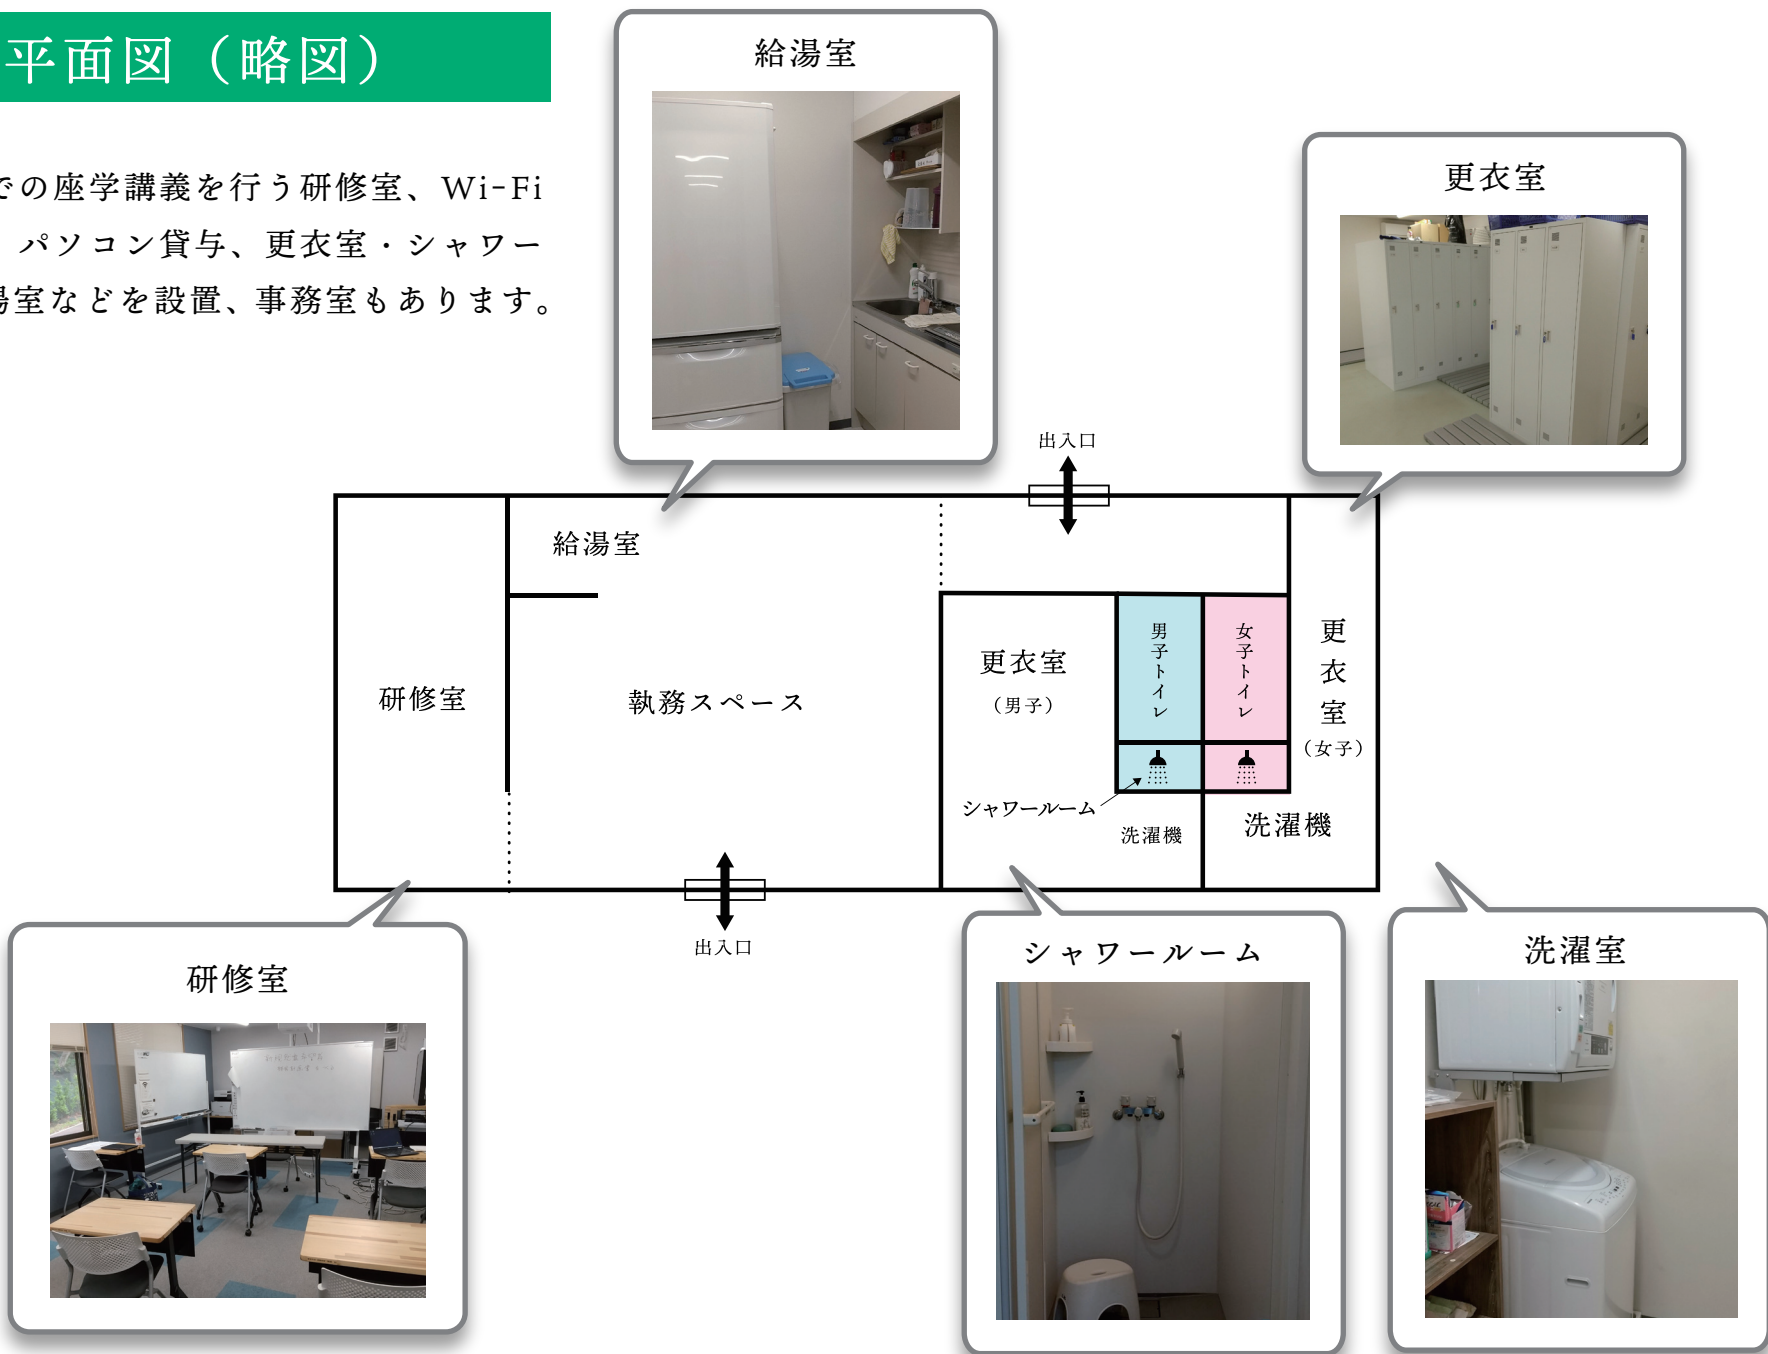 平面図（略図）
での座学講義を行う研修室、Wi-Fi
パソコン貸与、更衣室・シャワー
湯室などを設置、事務室もあります。
給湯室
更衣室
出入口
給湯室
研修室
執務スペース
更衣室
（男子）
男子トイレ
女子トイレ
更衣室
（女子）
シャワールーム
洗濯機
洗濯機
出入口
研修室
シャワールーム
洗濯室